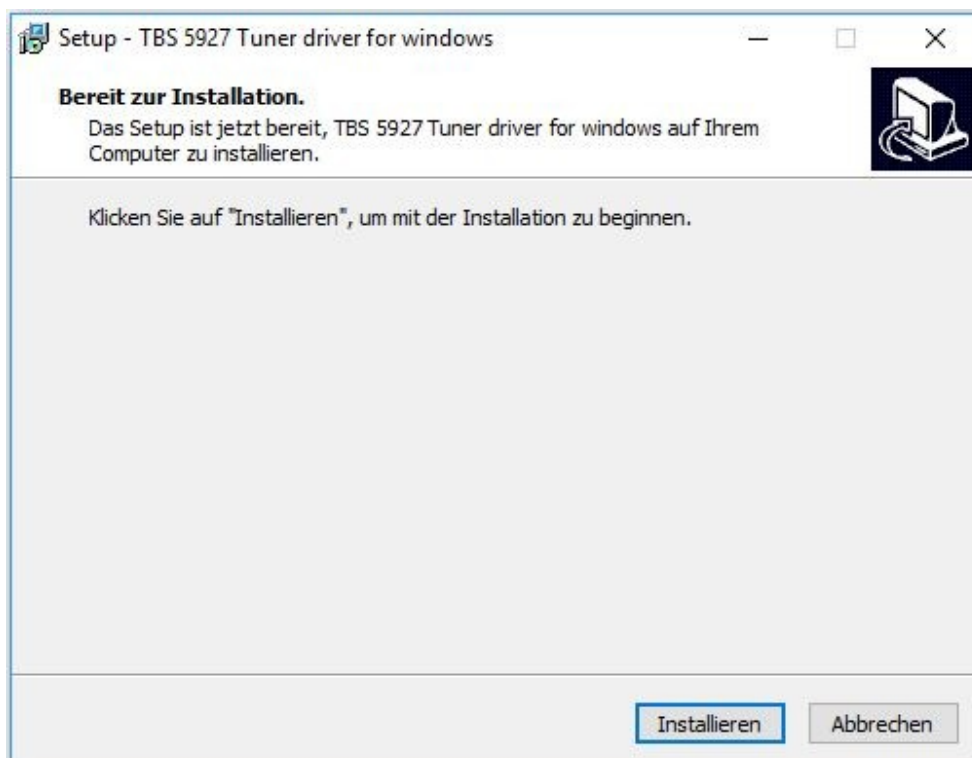 Setup - TBS 5927 Tuner driver for windows
Bereit zur Installation.
Das Setup ist jetzt bereit, TBS 5927 Tuner driver for windows auf Ihrem
Computer zu installieren.
Klicken Sie auf "Installieren", um mit der Installation zu beginnen.
Installieren
Abbrechen